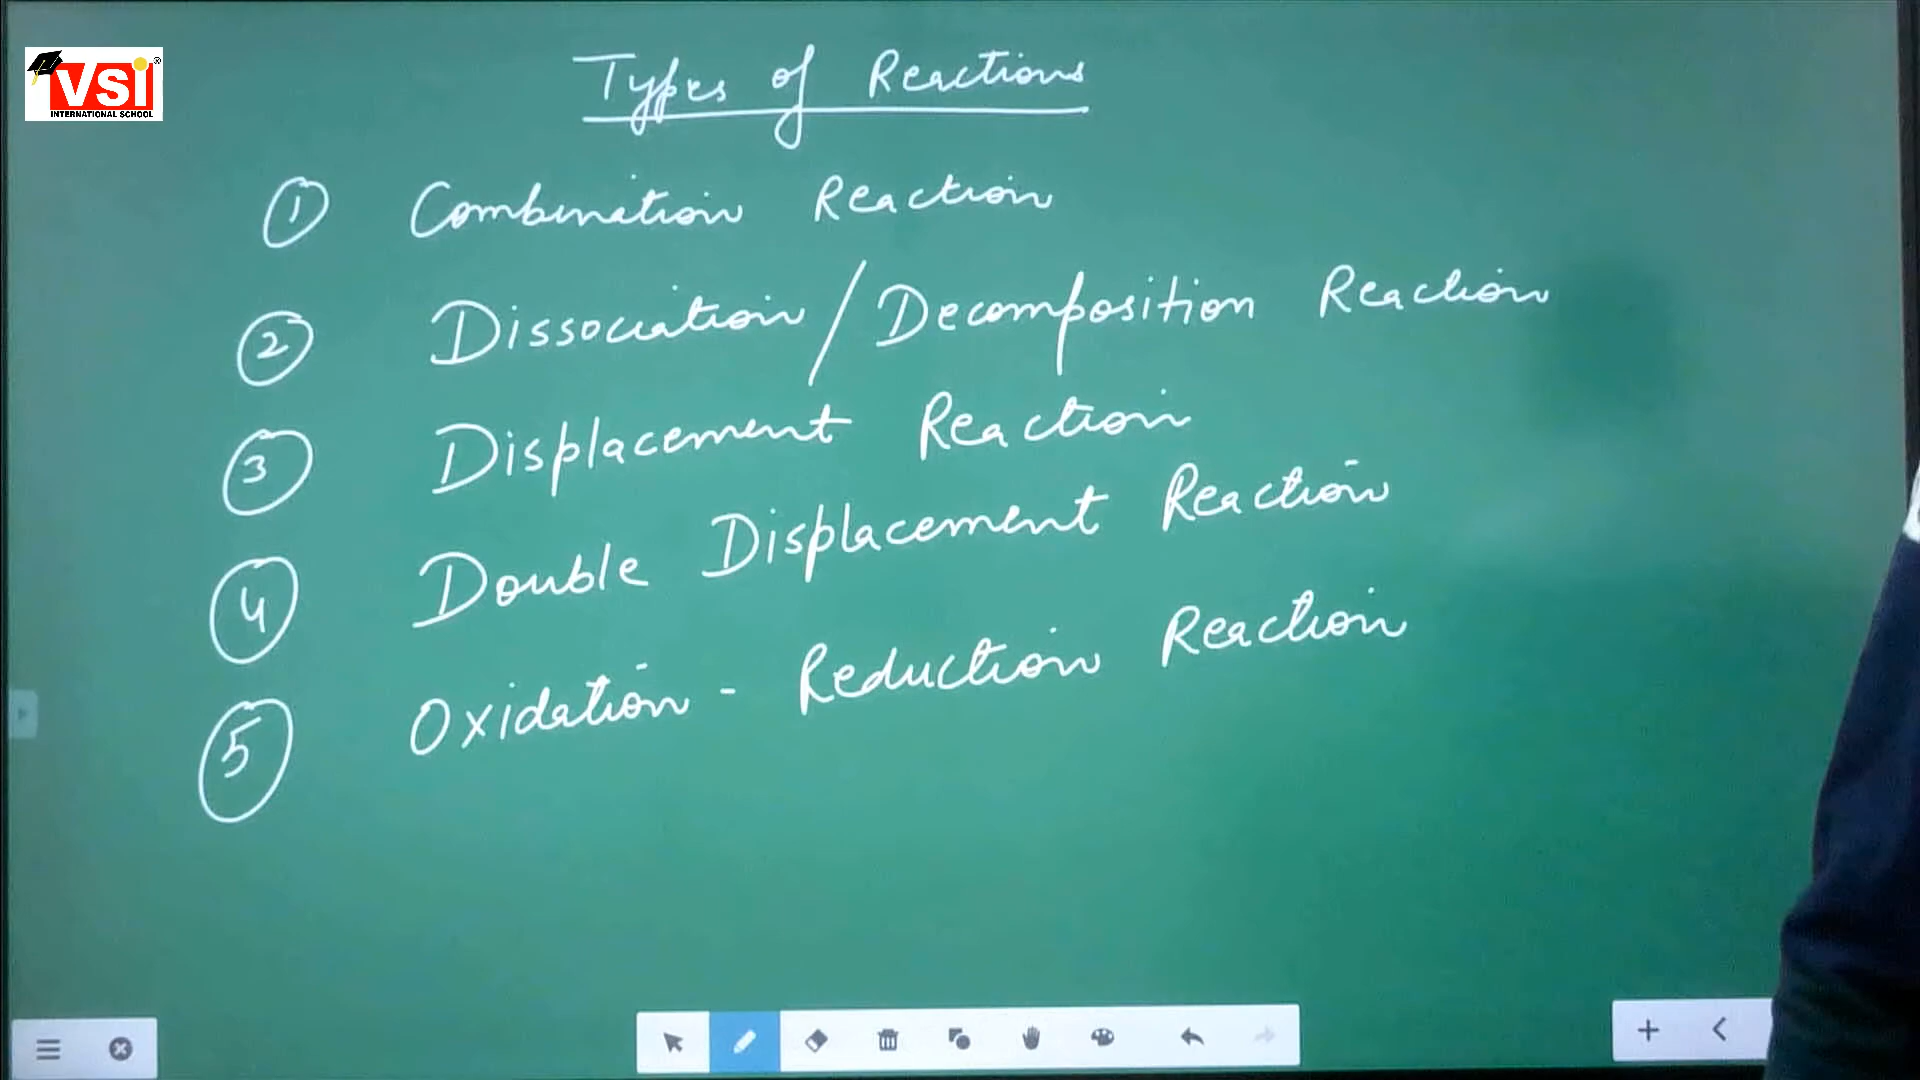 VSI
INTERNATIONAL SCHOOL
Types of Reactions
1 Combination Reaction
2 Dissociation / Decomposition Reaction
3 Displacement Reaction
4 Double Displacement Reaction
5 Oxidation - Reduction Reaction